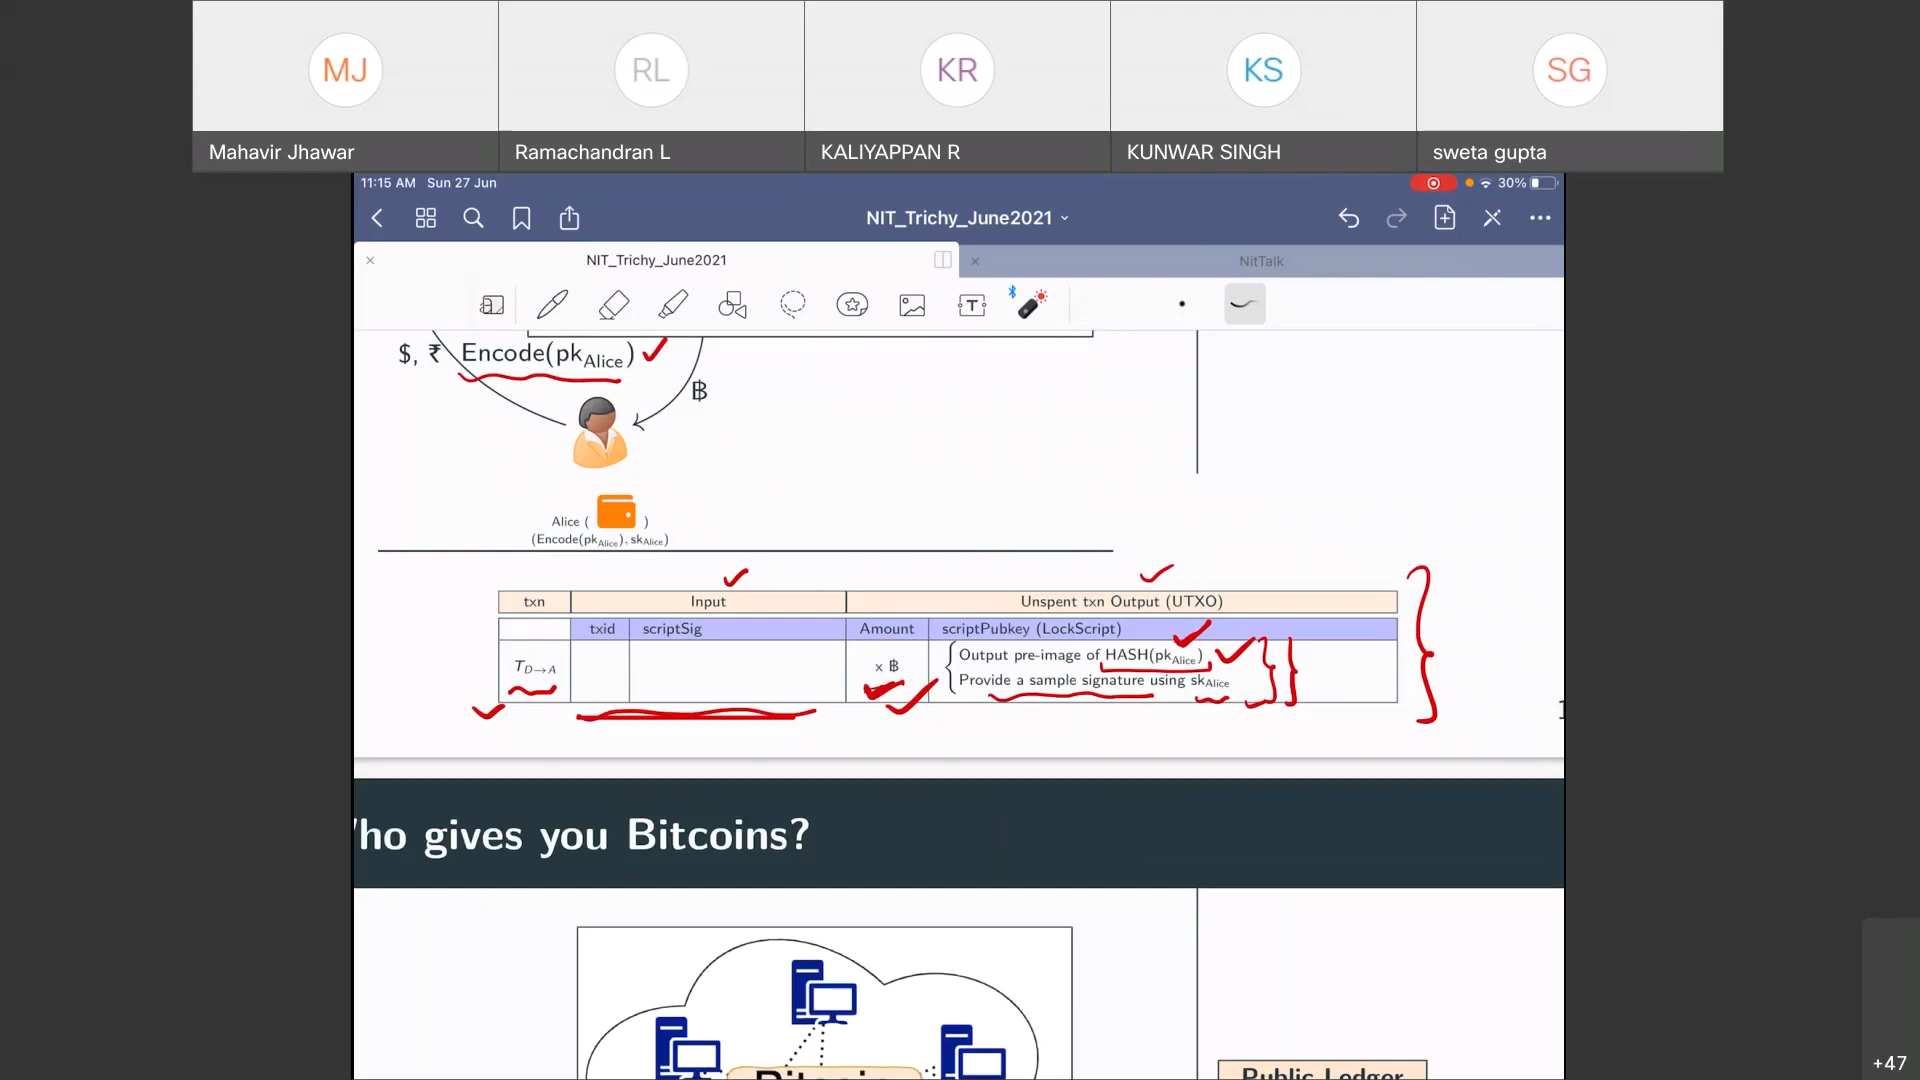 MJ RL KR KS SG
Mahavir Jhawar Ramachandran L KALIYAPPAN R KUNWAR SINGH sweta gupta
11:15 AM Sun 27 Jun 30%
NIT_Trichy_June2021
NIT_Trichy_June2021 NitTalk
T
$, ₹ Encode(pkAlice)
฿
Alice ( )
(Encode(pkAlice), skAlice)
txn Input Unspent txn Output (UTXO)
txid scriptSig Amount scriptPubkey (LockScript)
TD→A x ฿ Output pre-image of HASH(pkAlice)
Provide a sample signature using skAlice
ho gives you Bitcoins?
Bitcoin
Public Ledger
+47